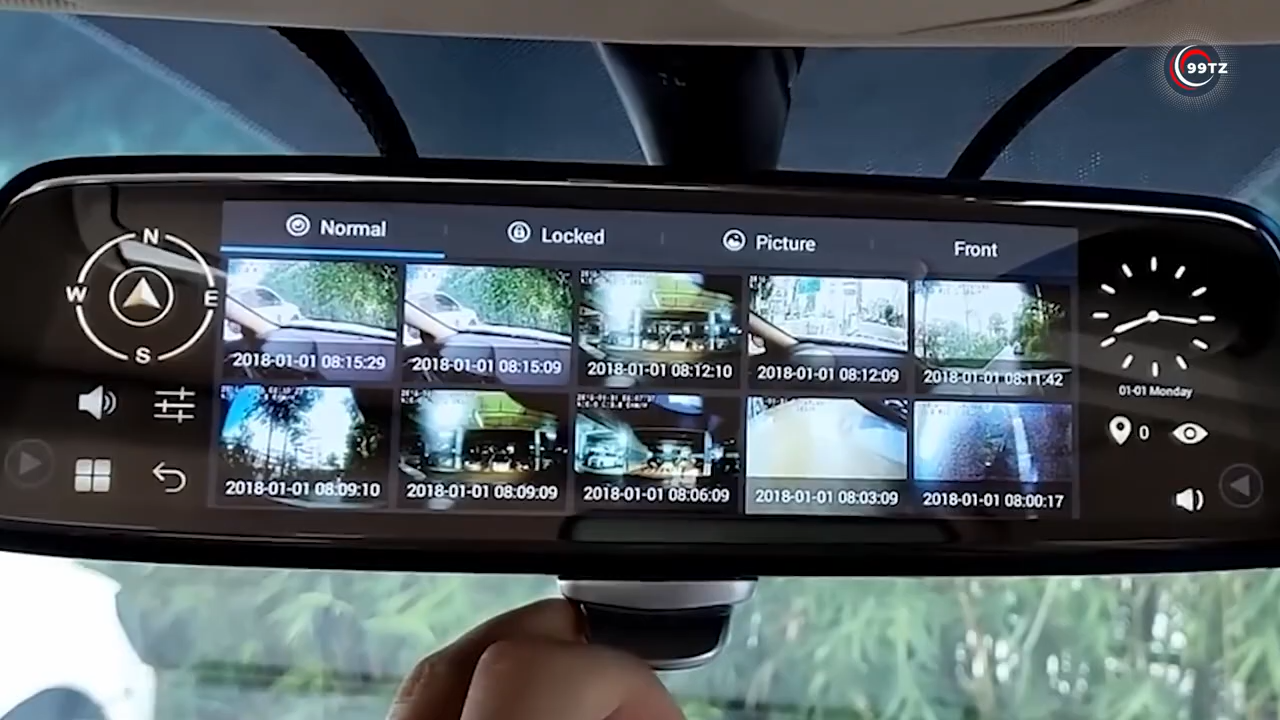 99TZ
Normal
Locked
Picture
Front
N
W
E
S
2018-01-01 08:15:29
2018-01-01 08:15:09
2018-01-01 08:12:10
2018-01-01 08:12:09
2018-01-01 08:11:42
01-01 Monday
0
2018-01-01 08:09:10
2018-01-01 08:09:09
2018-01-01 08:06:09
2018-01-01 08:03:09
2018-01-01 08:00:17